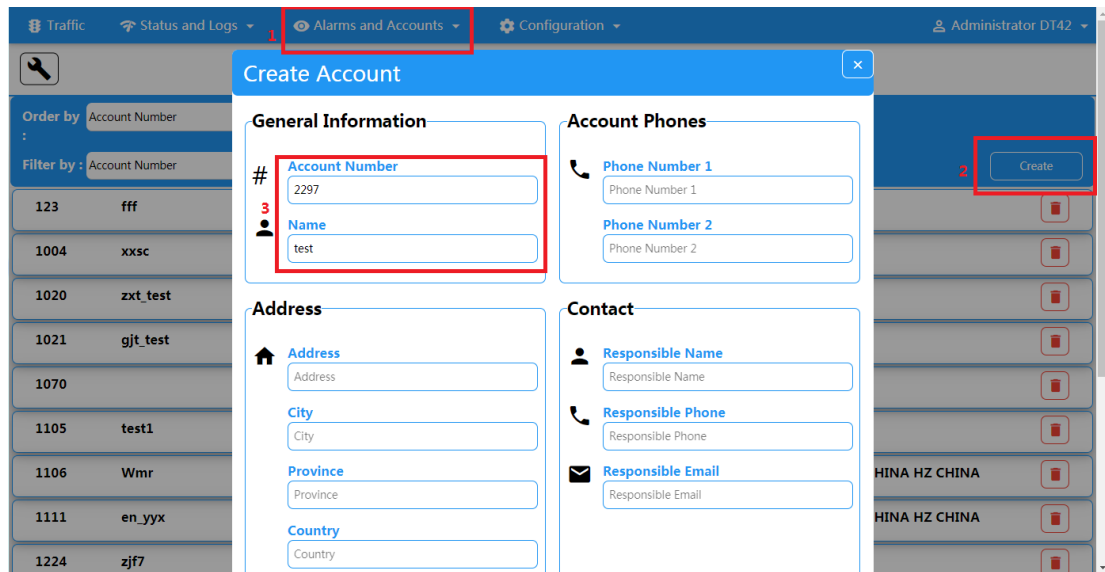 Traffic Status and Logs Alarms and Accounts Configuration Administrator DT42
1
Create Account ×
Order by : Account Number
Filter by : Account Number
2 Create
General Information
# Account Number
2297
3
Name
test
Account Phones
Phone Number 1
Phone Number 1
Phone Number 2
Phone Number 2
Address
Address
Address
City
City
Province
Province
Country
Country
Contact
Responsible Name
Responsible Name
Responsible Phone
Responsible Phone
Responsible Email
Responsible Email
123 fff
1004 xxsc
1020 zxt_test
1021 gjt_test
1070
1105 test1
1106 Wmr HINA HZ CHINA
1111 en_yyx HINA HZ CHINA
1224 zjf7